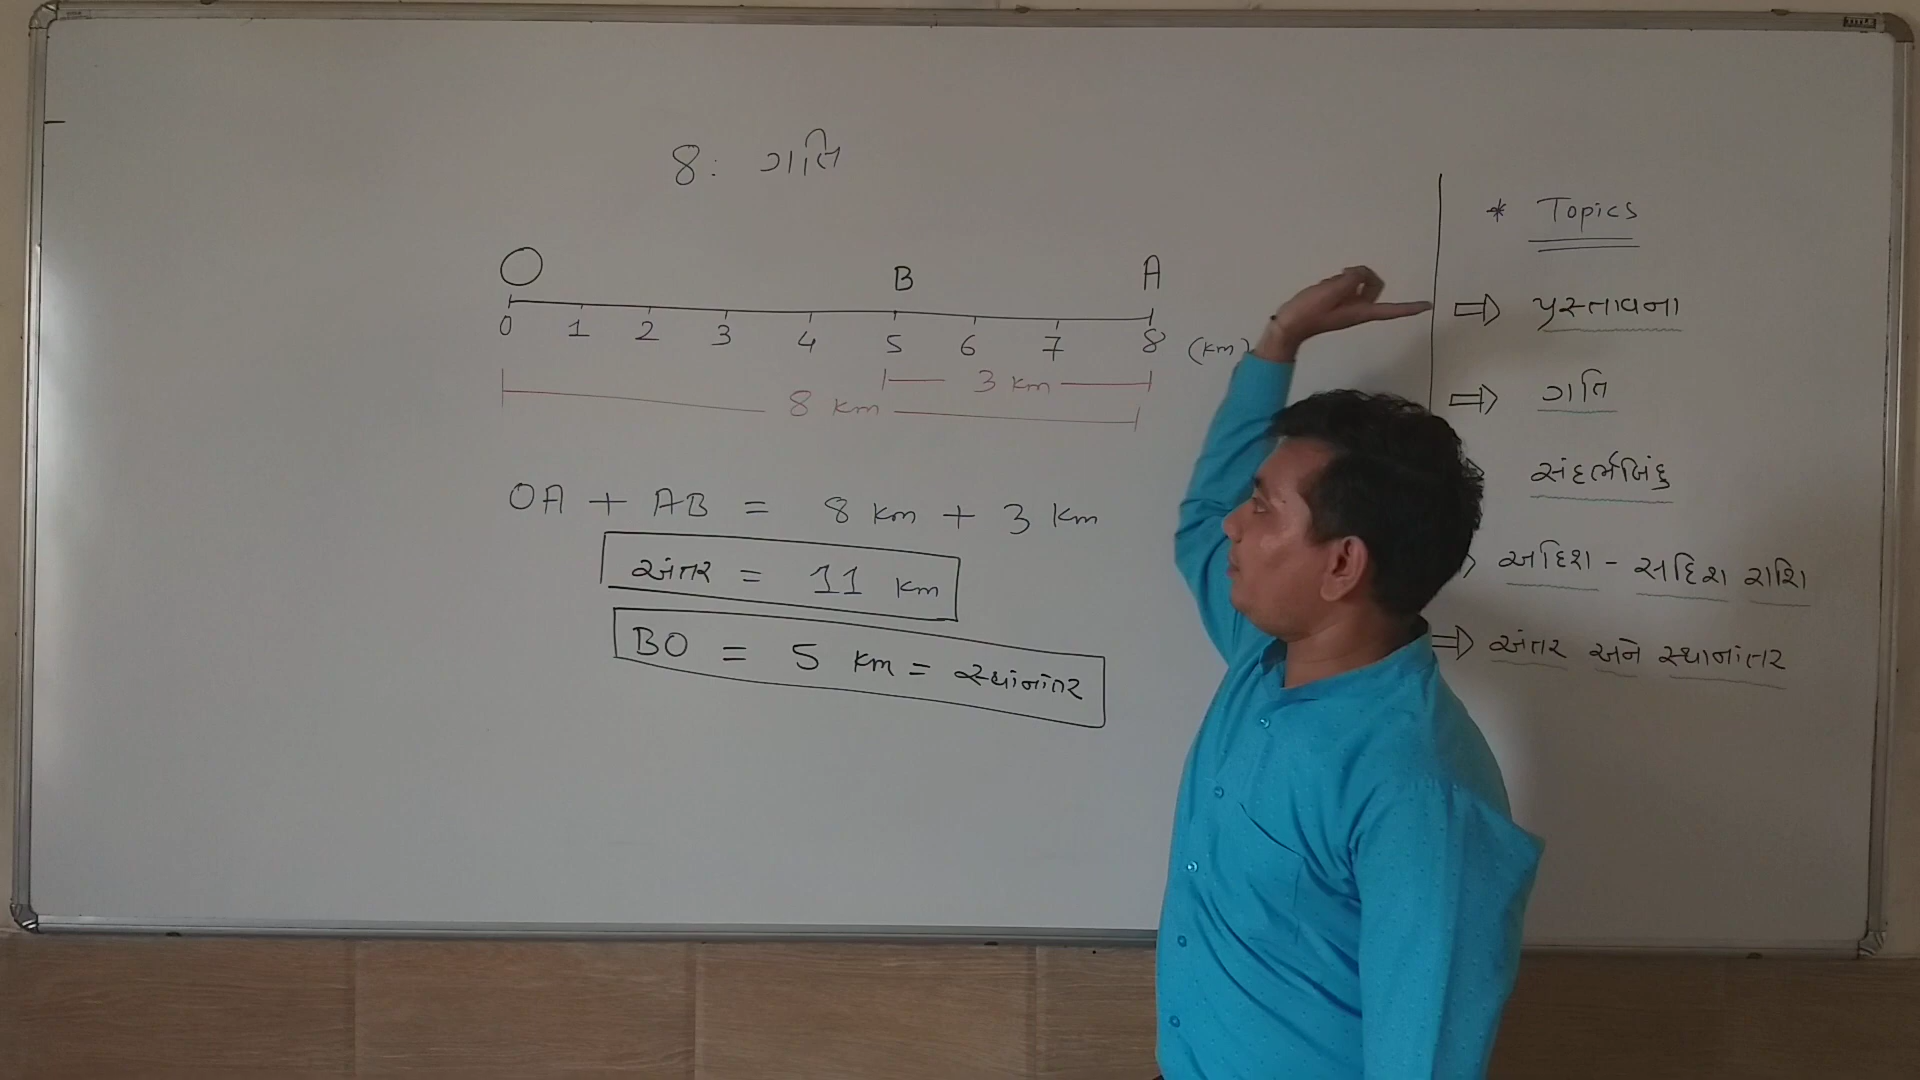 8: ગતિ
O B A
0 1 2 3 4 5 6 7 8 (km)
3 km
8 km
OA + AB = 8 km + 3 km
અંતર = 11 km
BO = 5 km = સ્થાંનાંતર
* Topics
⇒ પ્રસ્તાવના
⇒ ગતિ
સંદર્ભબિંદુ
અદિશ - સદિશ રાશિ
⇒ અંતર અને સ્થાનાંતર